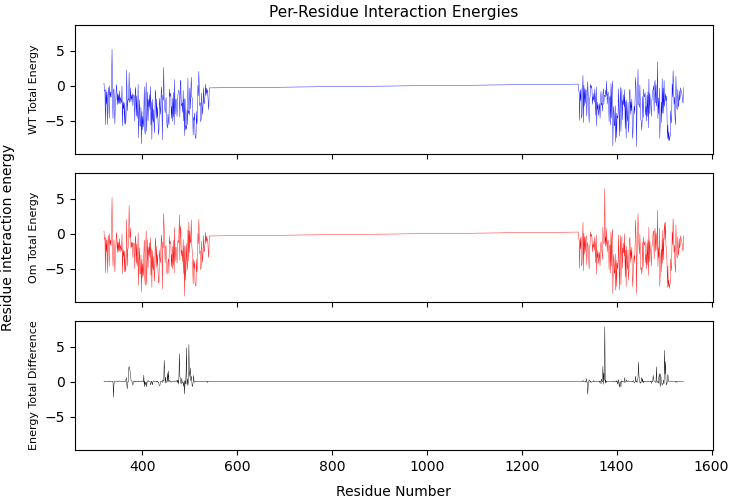 Per-Residue Interaction Energies
Residue interaction energy
WT Total Energy
5
0
−5
Om Total Energy
5
0
−5
Energy Total Difference
5
0
−5
400 600 800 1000 1200 1400 1600
Residue Number